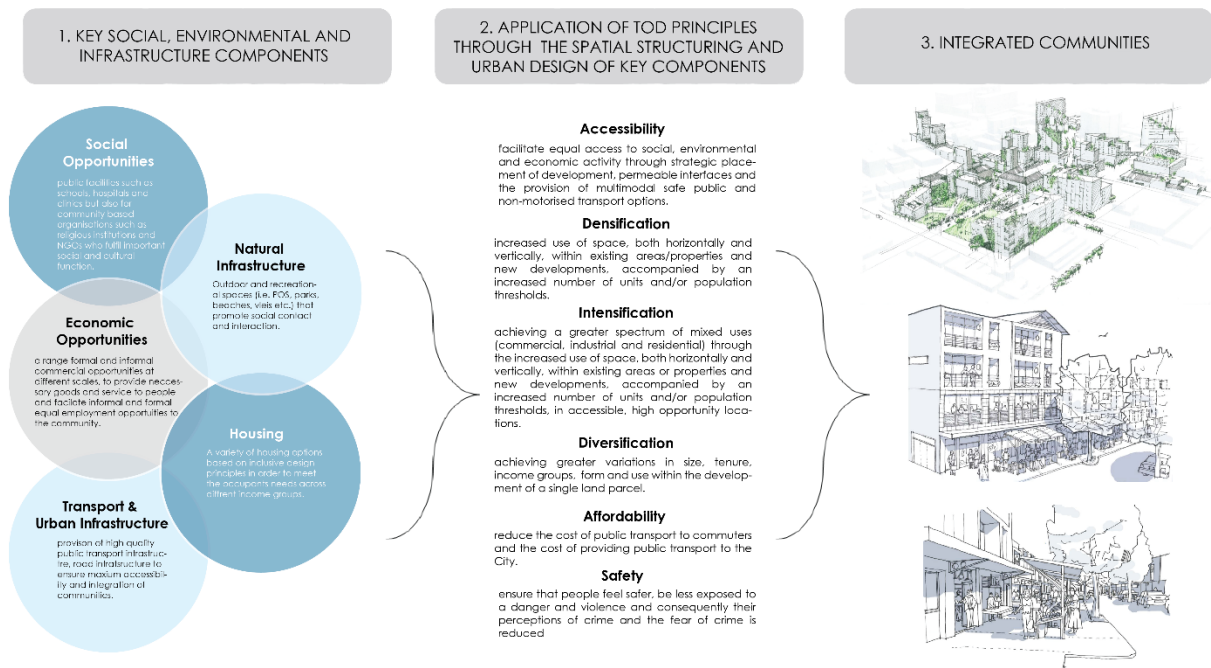 1. KEY SOCIAL, ENVIRONMENTAL AND
INFRASTRUCTURE COMPONENTS
Social
Opportunities
public facilities such as
schools, hospitals and
clinics but also for
community based
organisations such as
religious institutions and
NGOs who fulfil important
social and cultural
function.
Natural
Infrastructure
Outdoor and recreation-
al spaces (i.e. POS, parks,
beaches, vleis etc.) that
promote social contact
and interaction.
Economic
Opportunities
a range formal and informal
commercial opportunities at
different scales, to provide neccec-
sary goods and service to people
and facilate informal and formal
equal employment opportuities to
the community.
Housing
A variety of housing options
based on inclusive design
principles in order to meet
the occupants needs across
diffrent income groups.
Transport &
Urban Infrastructure
provison of high quality
public transport infrastruc-
tre, road infratsructure to
ensure maxium accessibil-
ity and integration of
communities.
2. APPLICATION OF TOD PRINCIPLES
THROUGH THE SPATIAL STRUCTURING AND
URBAN DESIGN OF KEY COMPONENTS
Accessibility
facilitate equal access to social, environmental
and economic activity through strategic place-
ment of development, permeable interfaces and
the provision of multimodal safe public and
non-motorised transport options.
Densification
increased use of space, both horizontally and
vertically, within existing areas/properties and
new developments, accompanied by an
increased number of units and/or population
thresholds.
Intensification
achieving a greater spectrum of mixed uses
(commercial, industrial and residential) through
the increased use of space, both horizontally and
vertically, within existing areas or properties and
new developments, accompanied by an
increased number of units and/or population
thresholds, in accessible, high opportunity loca-
tions.
Diversification
achieving greater variations in size, tenure,
income groups, form and use within the develop-
ment of a single land parcel.
Affordability
reduce the cost of public transport to commuters
and the cost of providing public transport to the
City.
Safety
ensure that people feel safer, be less exposed to
a danger and violence and consequently their
perceptions of crime and the fear of crime is
reduced
3. INTEGRATED COMMUNITIES